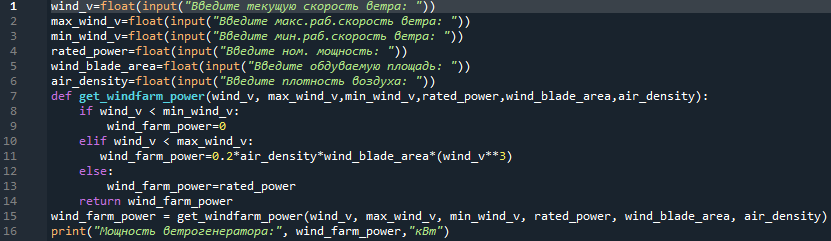 1 wind_v=float(input("Введите текущую скорость ветра: "))
2 max_wind_v=float(input("Введите макс.раб.скорость ветра: "))
3 min_wind_v=float(input("Введите мин.раб.скорость ветра: "))
4 rated_power=float(input("Введите ном. мощность: "))
5 wind_blade_area=float(input("Введите обдуваемую площадь: "))
6 air_density=float(input("Введите плотность воздуха: "))
7 def get_windfarm_power(wind_v, max_wind_v,min_wind_v,rated_power,wind_blade_area,air_density):
8     if wind_v < min_wind_v:
9         wind_farm_power=0
10     elif wind_v < max_wind_v:
11        wind_farm_power=0.2*air_density*wind_blade_area*(wind_v**3)
12     else:
13         wind_farm_power=rated_power
14     return wind_farm_power
15 wind_farm_power = get_windfarm_power(wind_v, max_wind_v, min_wind_v, rated_power, wind_blade_area, air_density)
16 print("Мощность ветрогенератора:", wind_farm_power,"кВт")